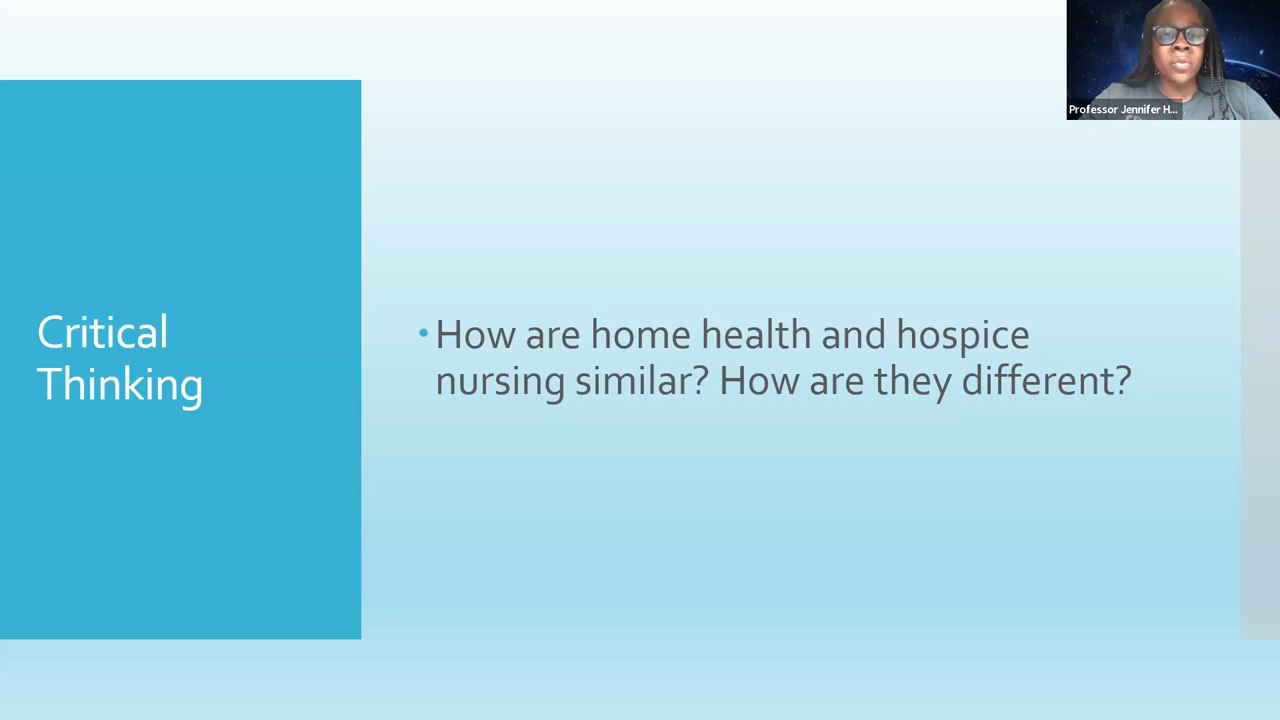 Professor Jennifer H...
Critical
Thinking
• How are home health and hospice
nursing similar? How are they different?